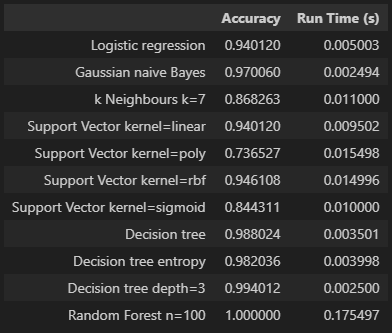 Accuracy Run Time (s)
Logistic regression 0.940120 0.005003
Gaussian naive Bayes 0.970060 0.002494
k Neighbours k=7 0.868263 0.011000
Support Vector kernel=linear 0.940120 0.009502
Support Vector kernel=poly 0.736527 0.015498
Support Vector kernel=rbf 0.946108 0.014996
Support Vector kernel=sigmoid 0.844311 0.010000
Decision tree 0.988024 0.003501
Decision tree entropy 0.982036 0.003998
Decision tree depth=3 0.994012 0.002500
Random Forest n=100 1.000000 0.175497